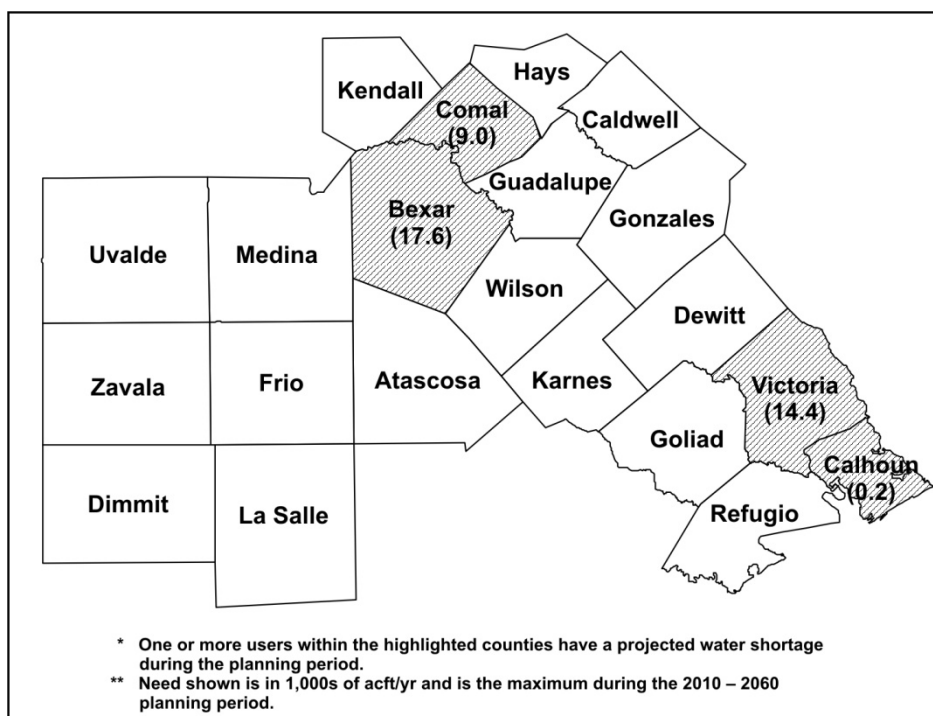 Hays
Kendall
Comal
(9.0)
Caldwell
Guadalupe
Bexar
(17.6)
Gonzales
Uvalde
Medina
Wilson
Dewitt
Zavala
Frio
Atascosa
Karnes
Victoria
(14.4)
Goliad
Calhoun
(0.2)
Dimmit
La Salle
Refugio
* One or more users within the highlighted counties have a projected water shortage
during the planning period.
** Need shown is in 1,000s of acft/yr and is the maximum during the 2010 – 2060
planning period.